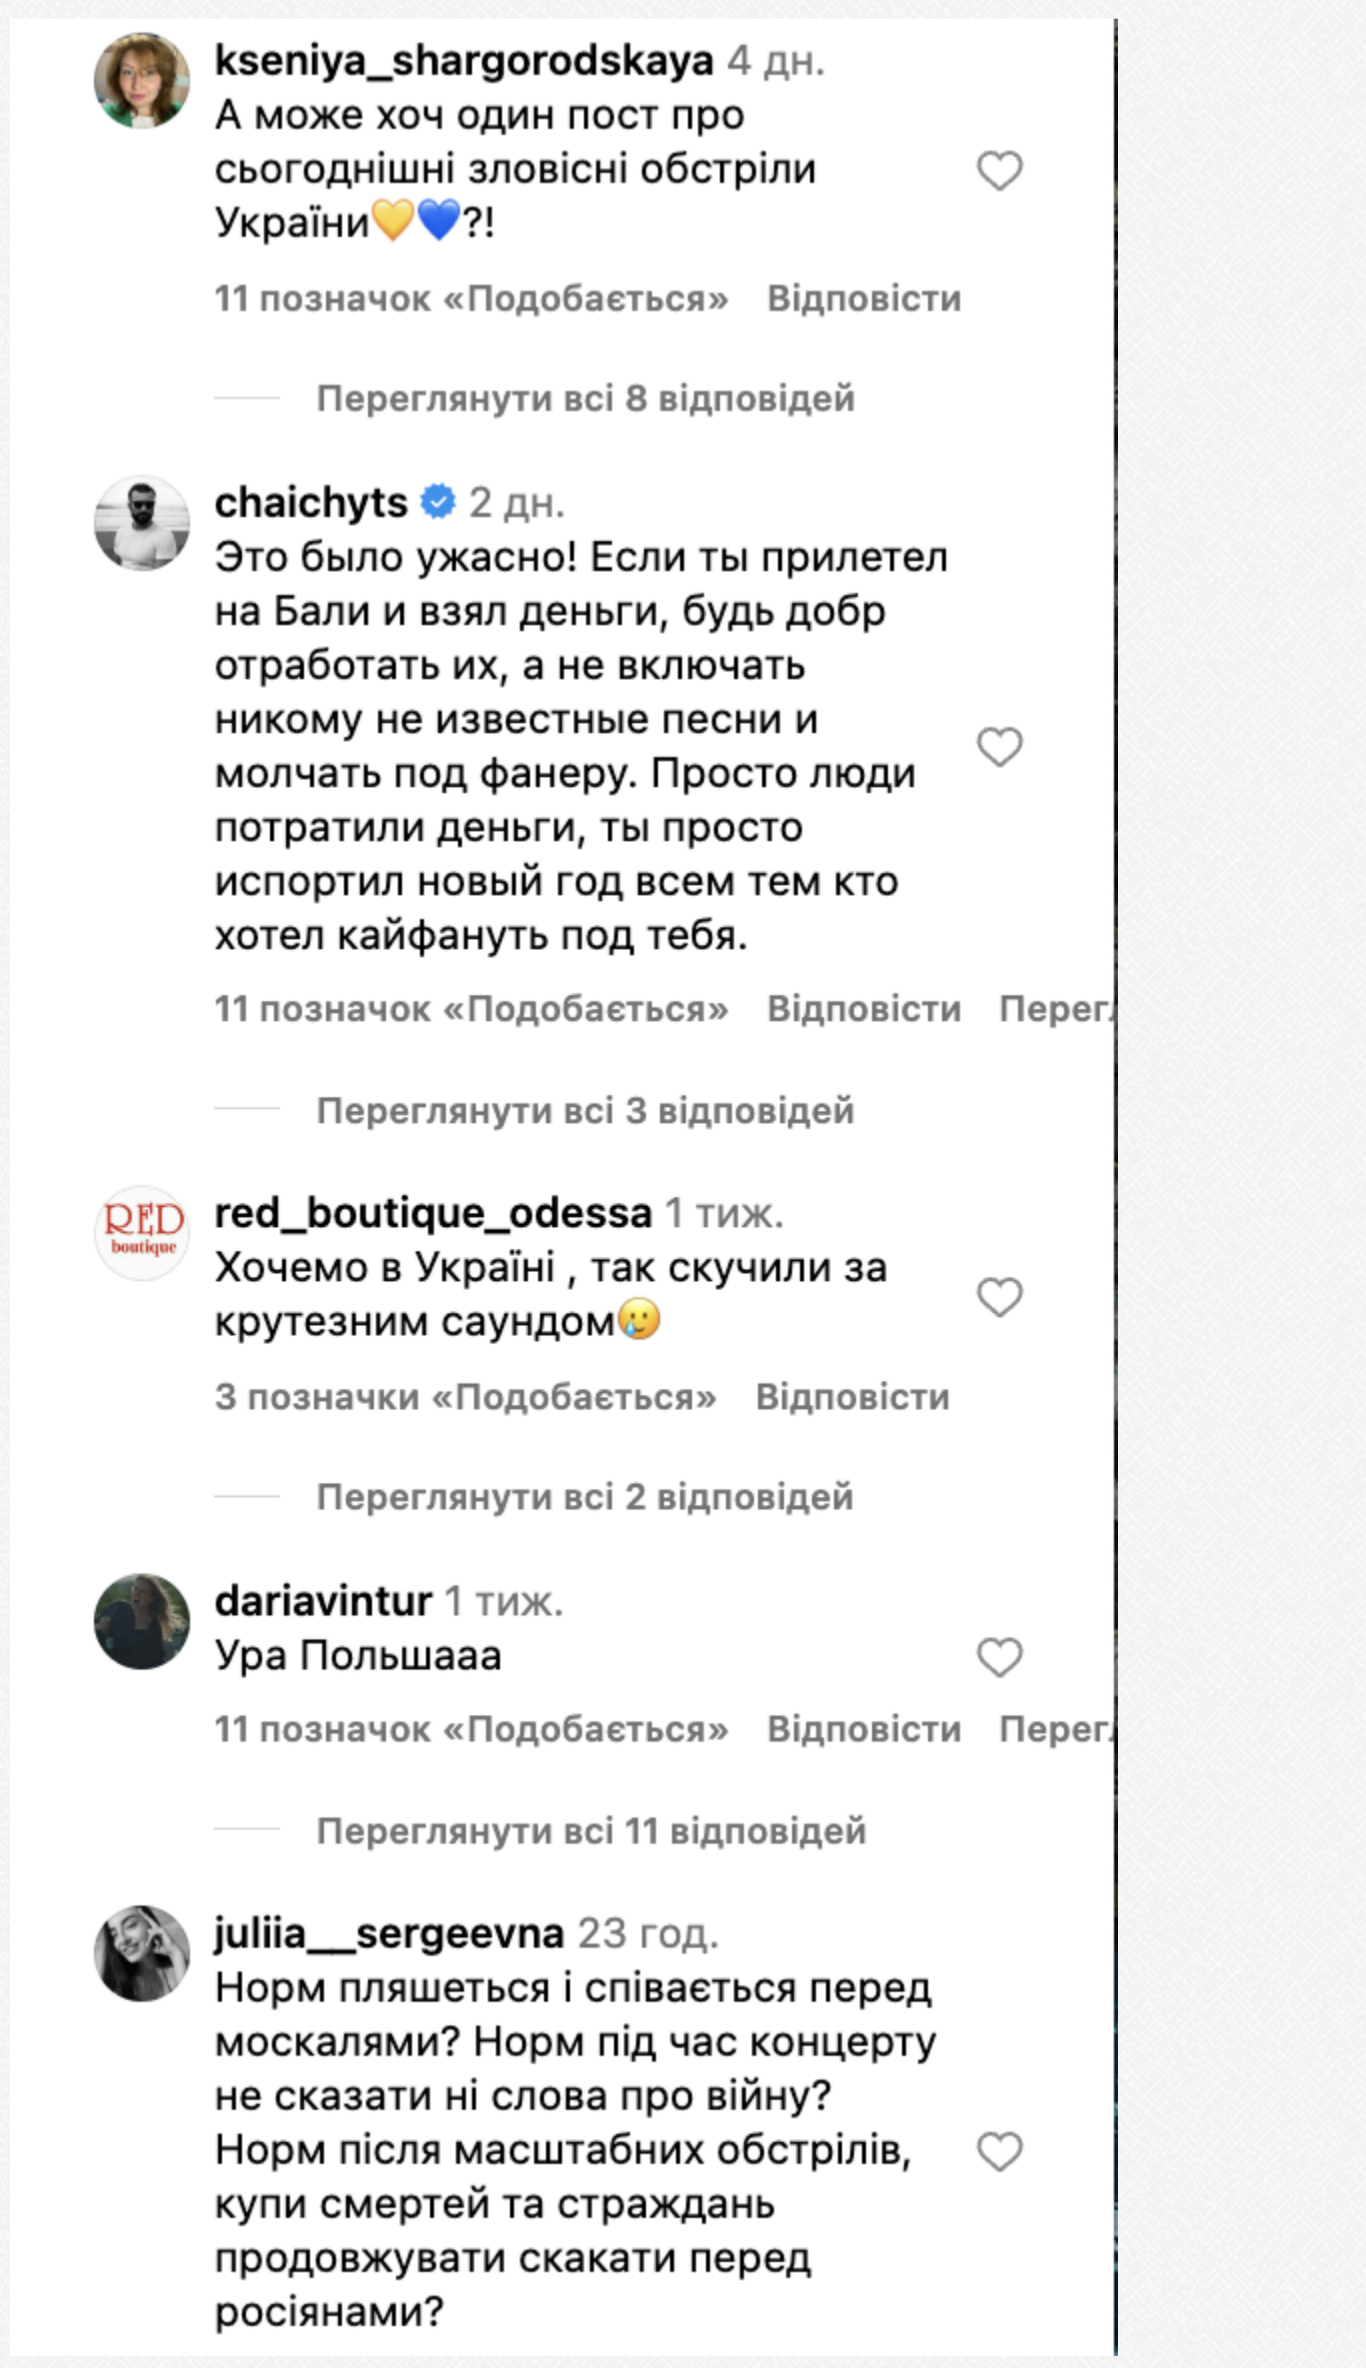 kseniya_shargorodskaya 4 дн.
А може хоч один пост про
сьогоднішні зловісні обстріли
України💛💙?!
11 позначок «Подобається» Відповісти
Переглянути всі 8 відповідей
chaichyts 2 дн.
Это было ужасно! Если ты прилетел
на Бали и взял деньги, будь добр
отработать их, а не включать
никому не известные песни и
молчать под фанеру. Просто люди
потратили деньги, ты просто
испортил новый год всем тем кто
хотел кайфануть под тебя.
11 позначок «Подобається» Відповісти
Переглянути всі 3 відповідей
RED
boutique
red_boutique_odessa 1 тиж.
Хочемо в Україні , так скучили за
крутезним саундом🥲
3 позначки «Подобається» Відповісти
Переглянути всі 2 відповідей
dariavintur 1 тиж.
Ура Польшааа
11 позначок «Подобається» Відповісти
Переглянути всі 11 відповідей
juliia__sergeevna 23 год.
Норм пляшеться і співається перед
москалями? Норм під час концерту
не сказати ні слова про війну?
Норм після масштабних обстрілів,
купи смертей та страждань
продовжувати скакати перед
росіянами?